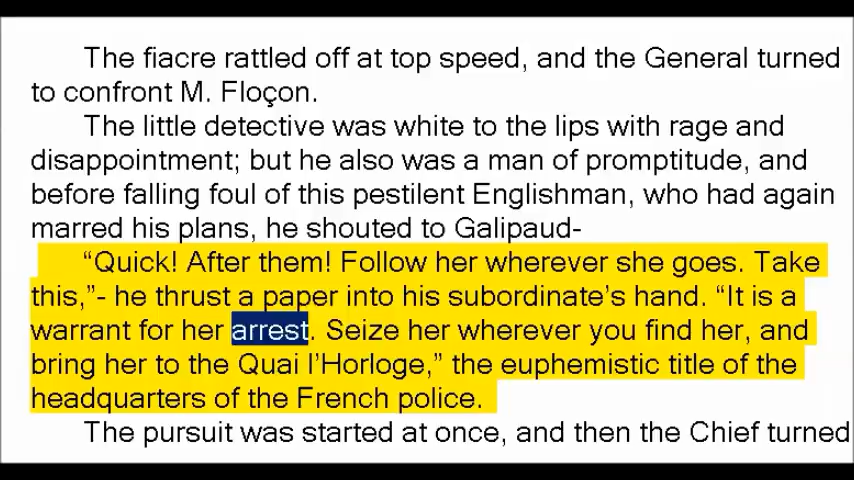 The fiacre rattled off at top speed, and the General turned
to confront M. Floçon.
The little detective was white to the lips with rage and
disappointment; but he also was a man of promptitude, and
before falling foul of this pestilent Englishman, who had again
marred his plans, he shouted to Galipaud-
“Quick! After them! Follow her wherever she goes. Take
this,”- he thrust a paper into his subordinate’s hand. “It is a
warrant for her arrest. Seize her wherever you find her, and
bring her to the Quai l’Horloge,” the euphemistic title of the
headquarters of the French police.
The pursuit was started at once, and then the Chief turned